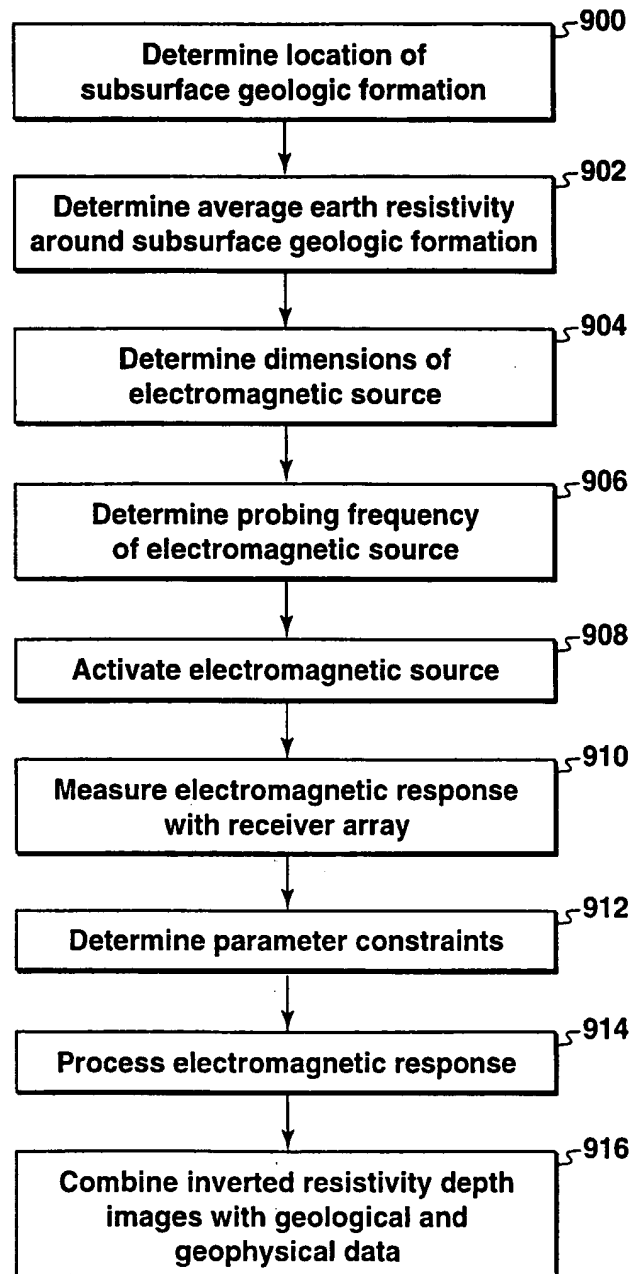 900
Determine location of
subsurface geologic formation
902
Determine average earth resistivity
around subsurface geologic formation
904
Determine dimensions of
electromagnetic source
906
Determine probing frequency
of electromagnetic source
908
Activate electromagnetic source
910
Measure electromagnetic response
with receiver array
912
Determine parameter constraints
914
Process electromagnetic response
916
Combine inverted resistivity depth
images with geological and
geophysical data